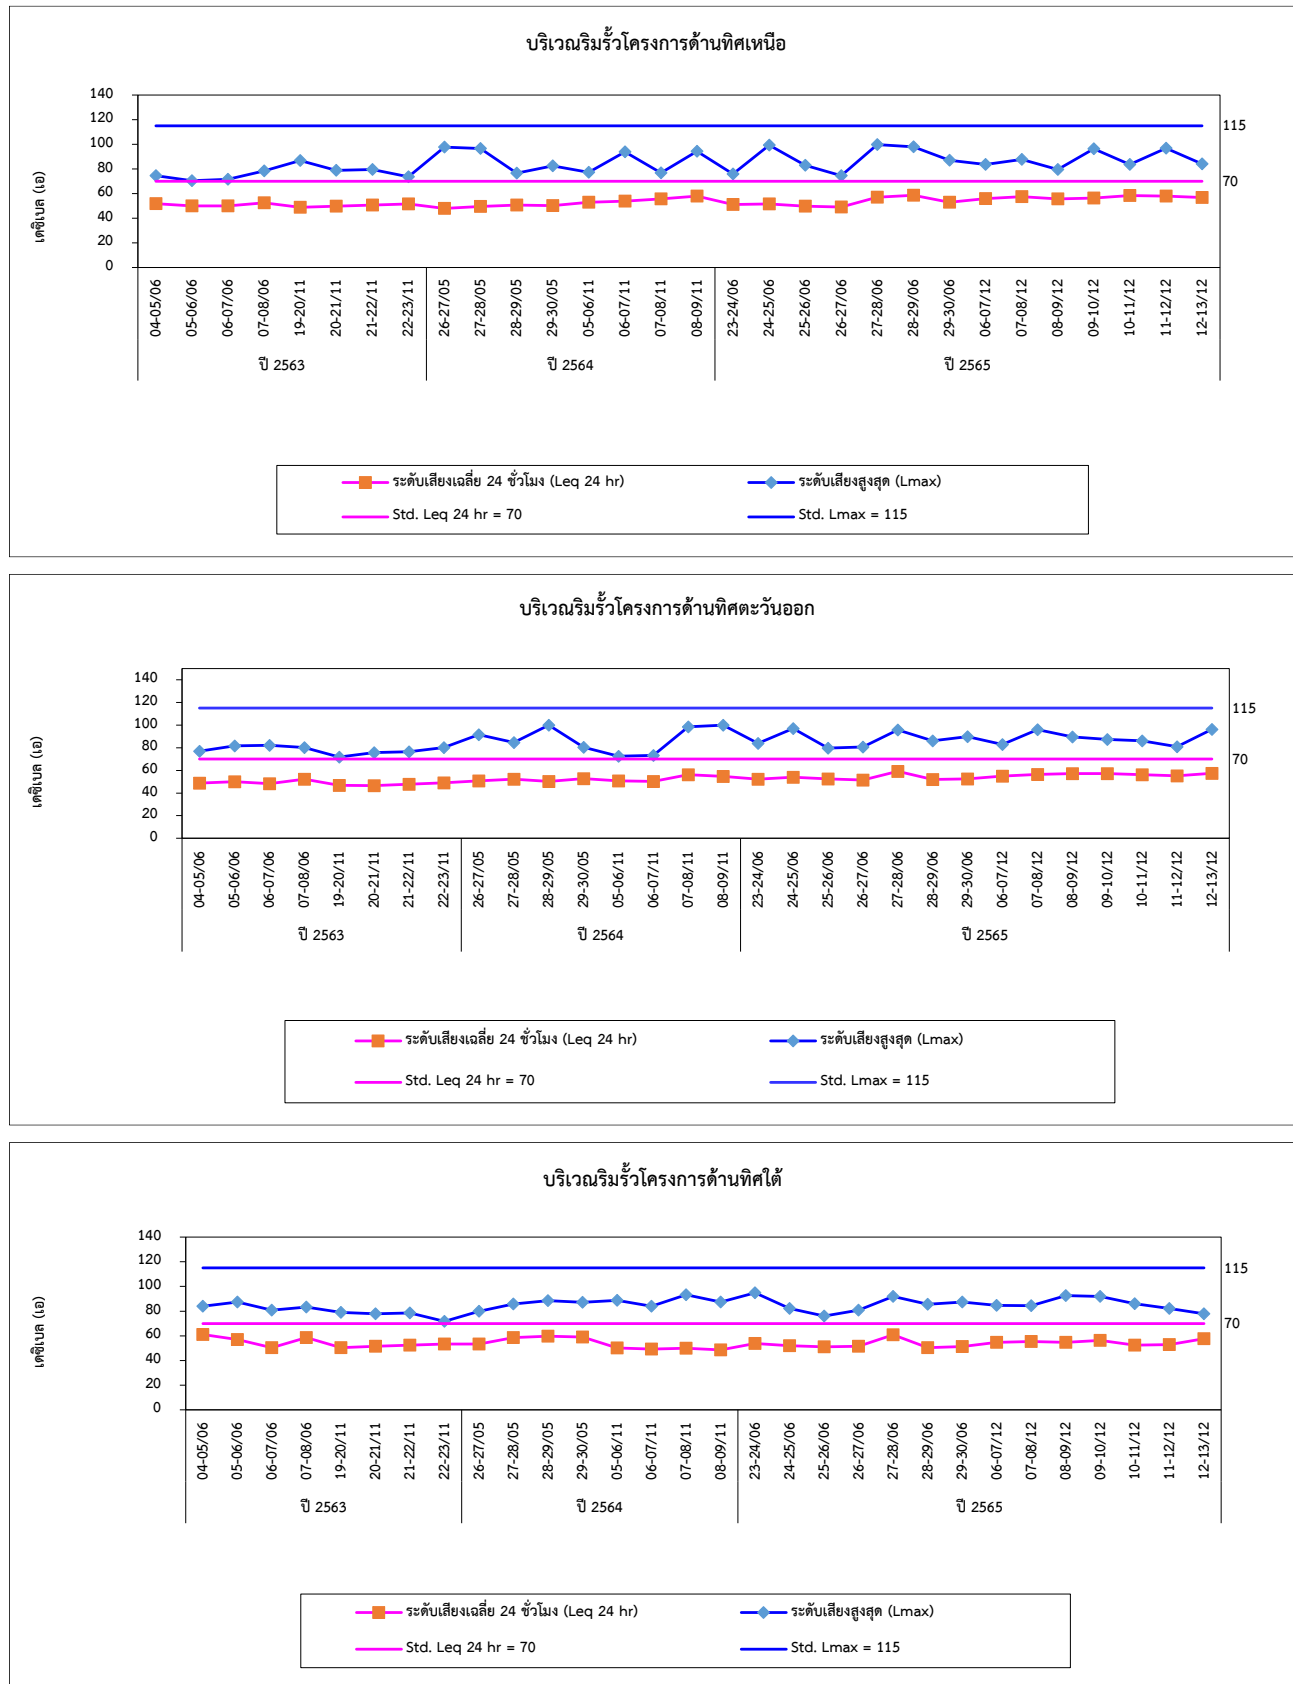 บริเวณริมรั้วโครงการด้านทิศเหนือ
เดซิเบล (เอ)
140
120
100
80
60
40
20
0
115
70
04-05/06 05-06/06 06-07/06 07-08/06 19-20/11 20-21/11 21-22/11 22-23/11 26-27/05 27-28/05 28-29/05 29-30/05 05-06/11 06-07/11 07-08/11 08-09/11 23-24/06 24-25/06 25-26/06 26-27/06 27-28/06 28-29/06 29-30/06 06-07/12 07-08/12 08-09/12 09-10/12 10-11/12 11-12/12 12-13/12
ปี 2563 ปี 2564 ปี 2565
ระดับเสียงเฉลี่ย 24 ชั่วโมง (Leq 24 hr) ระดับเสียงสูงสุด (Lmax)
Std. Leq 24 hr = 70 Std. Lmax = 115
บริเวณริมรั้วโครงการด้านทิศตะวันออก
เดซิเบล (เอ)
140
120
100
80
60
40
20
0
115
70
04-05/06 05-06/06 06-07/06 07-08/06 19-20/11 20-21/11 21-22/11 22-23/11 26-27/05 27-28/05 28-29/05 29-30/05 05-06/11 06-07/11 07-08/11 08-09/11 23-24/06 24-25/06 25-26/06 26-27/06 27-28/06 28-29/06 29-30/06 06-07/12 07-08/12 08-09/12 09-10/12 10-11/12 11-12/12 12-13/12
ปี 2563 ปี 2564 ปี 2565
ระดับเสียงเฉลี่ย 24 ชั่วโมง (Leq 24 hr) ระดับเสียงสูงสุด (Lmax)
Std. Leq 24 hr = 70 Std. Lmax = 115
บริเวณริมรั้วโครงการด้านทิศใต้
เดซิเบล (เอ)
140
120
100
80
60
40
20
0
115
70
04-05/06 05-06/06 06-07/06 07-08/06 19-20/11 20-21/11 21-22/11 22-23/11 26-27/05 27-28/05 28-29/05 29-30/05 05-06/11 06-07/11 07-08/11 08-09/11 23-24/06 24-25/06 25-26/06 26-27/06 27-28/06 28-29/06 29-30/06 06-07/12 07-08/12 08-09/12 09-10/12 10-11/12 11-12/12 12-13/12
ปี 2563 ปี 2564 ปี 2565
ระดับเสียงเฉลี่ย 24 ชั่วโมง (Leq 24 hr) ระดับเสียงสูงสุด (Lmax)
Std. Leq 24 hr = 70 Std. Lmax = 115